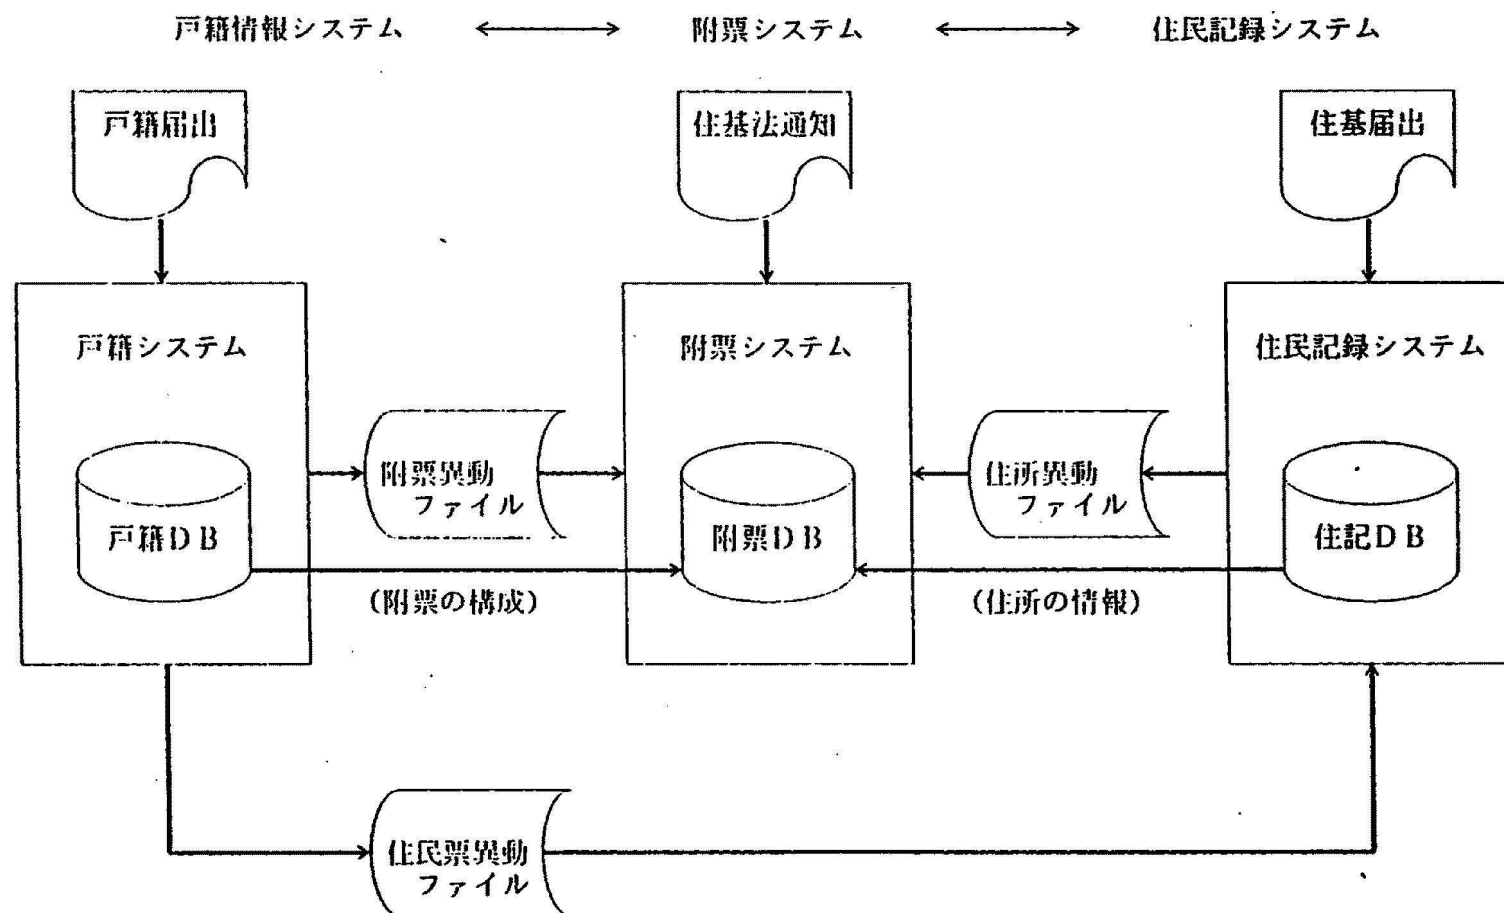 戸籍情報システム ←→ 附票システム ←→ 住民記録システム
戸籍届出
住基法通知
住基届出
戸籍システム
附票システム
住民記録システム
附票異動
ファイル
住所異動
ファイル
戸籍DB
附票DB
住記DB
(附票の構成)
(住所の情報)
住民票異動
ファイル